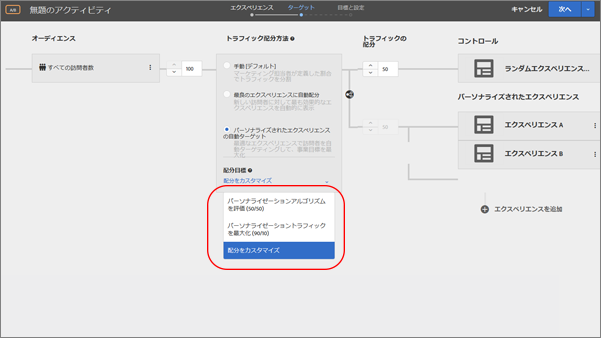 AB
無題のアクティビティ
エクスペリエンス
ターゲット
目標と設定
キャンセル
次へ
オーディエンス
すべての訪問者数
100
トラフィック配分方法
手動 [デフォルト]
マーケティング担当者が定義した割合
でトラフィックを分割
最良のエクスペリエンスに自動配分
新しい訪問者に対して最も効果的なエ
クスペリエンスを自動的に表示
パーソナライズされたエクスペリエンス
の自動ターゲット
最適なエクスペリエンスで訪問者を自
動ターゲティングして、事業目標を最
大化
配分目標
配分をカスタマイズ
パーソナライゼーションアルゴリズム
を評価 (50/50)
パーソナライゼーショントラフィック
を最大化 (90/10)
配分をカスタマイズ
トラフィックの
配分
50
50
コントロール
ランダムエクスペリエンス...
パーソナライズされたエクスペリエンス
エクスペリエンス A
エクスペリエンス B
エクスペリエンスを追加